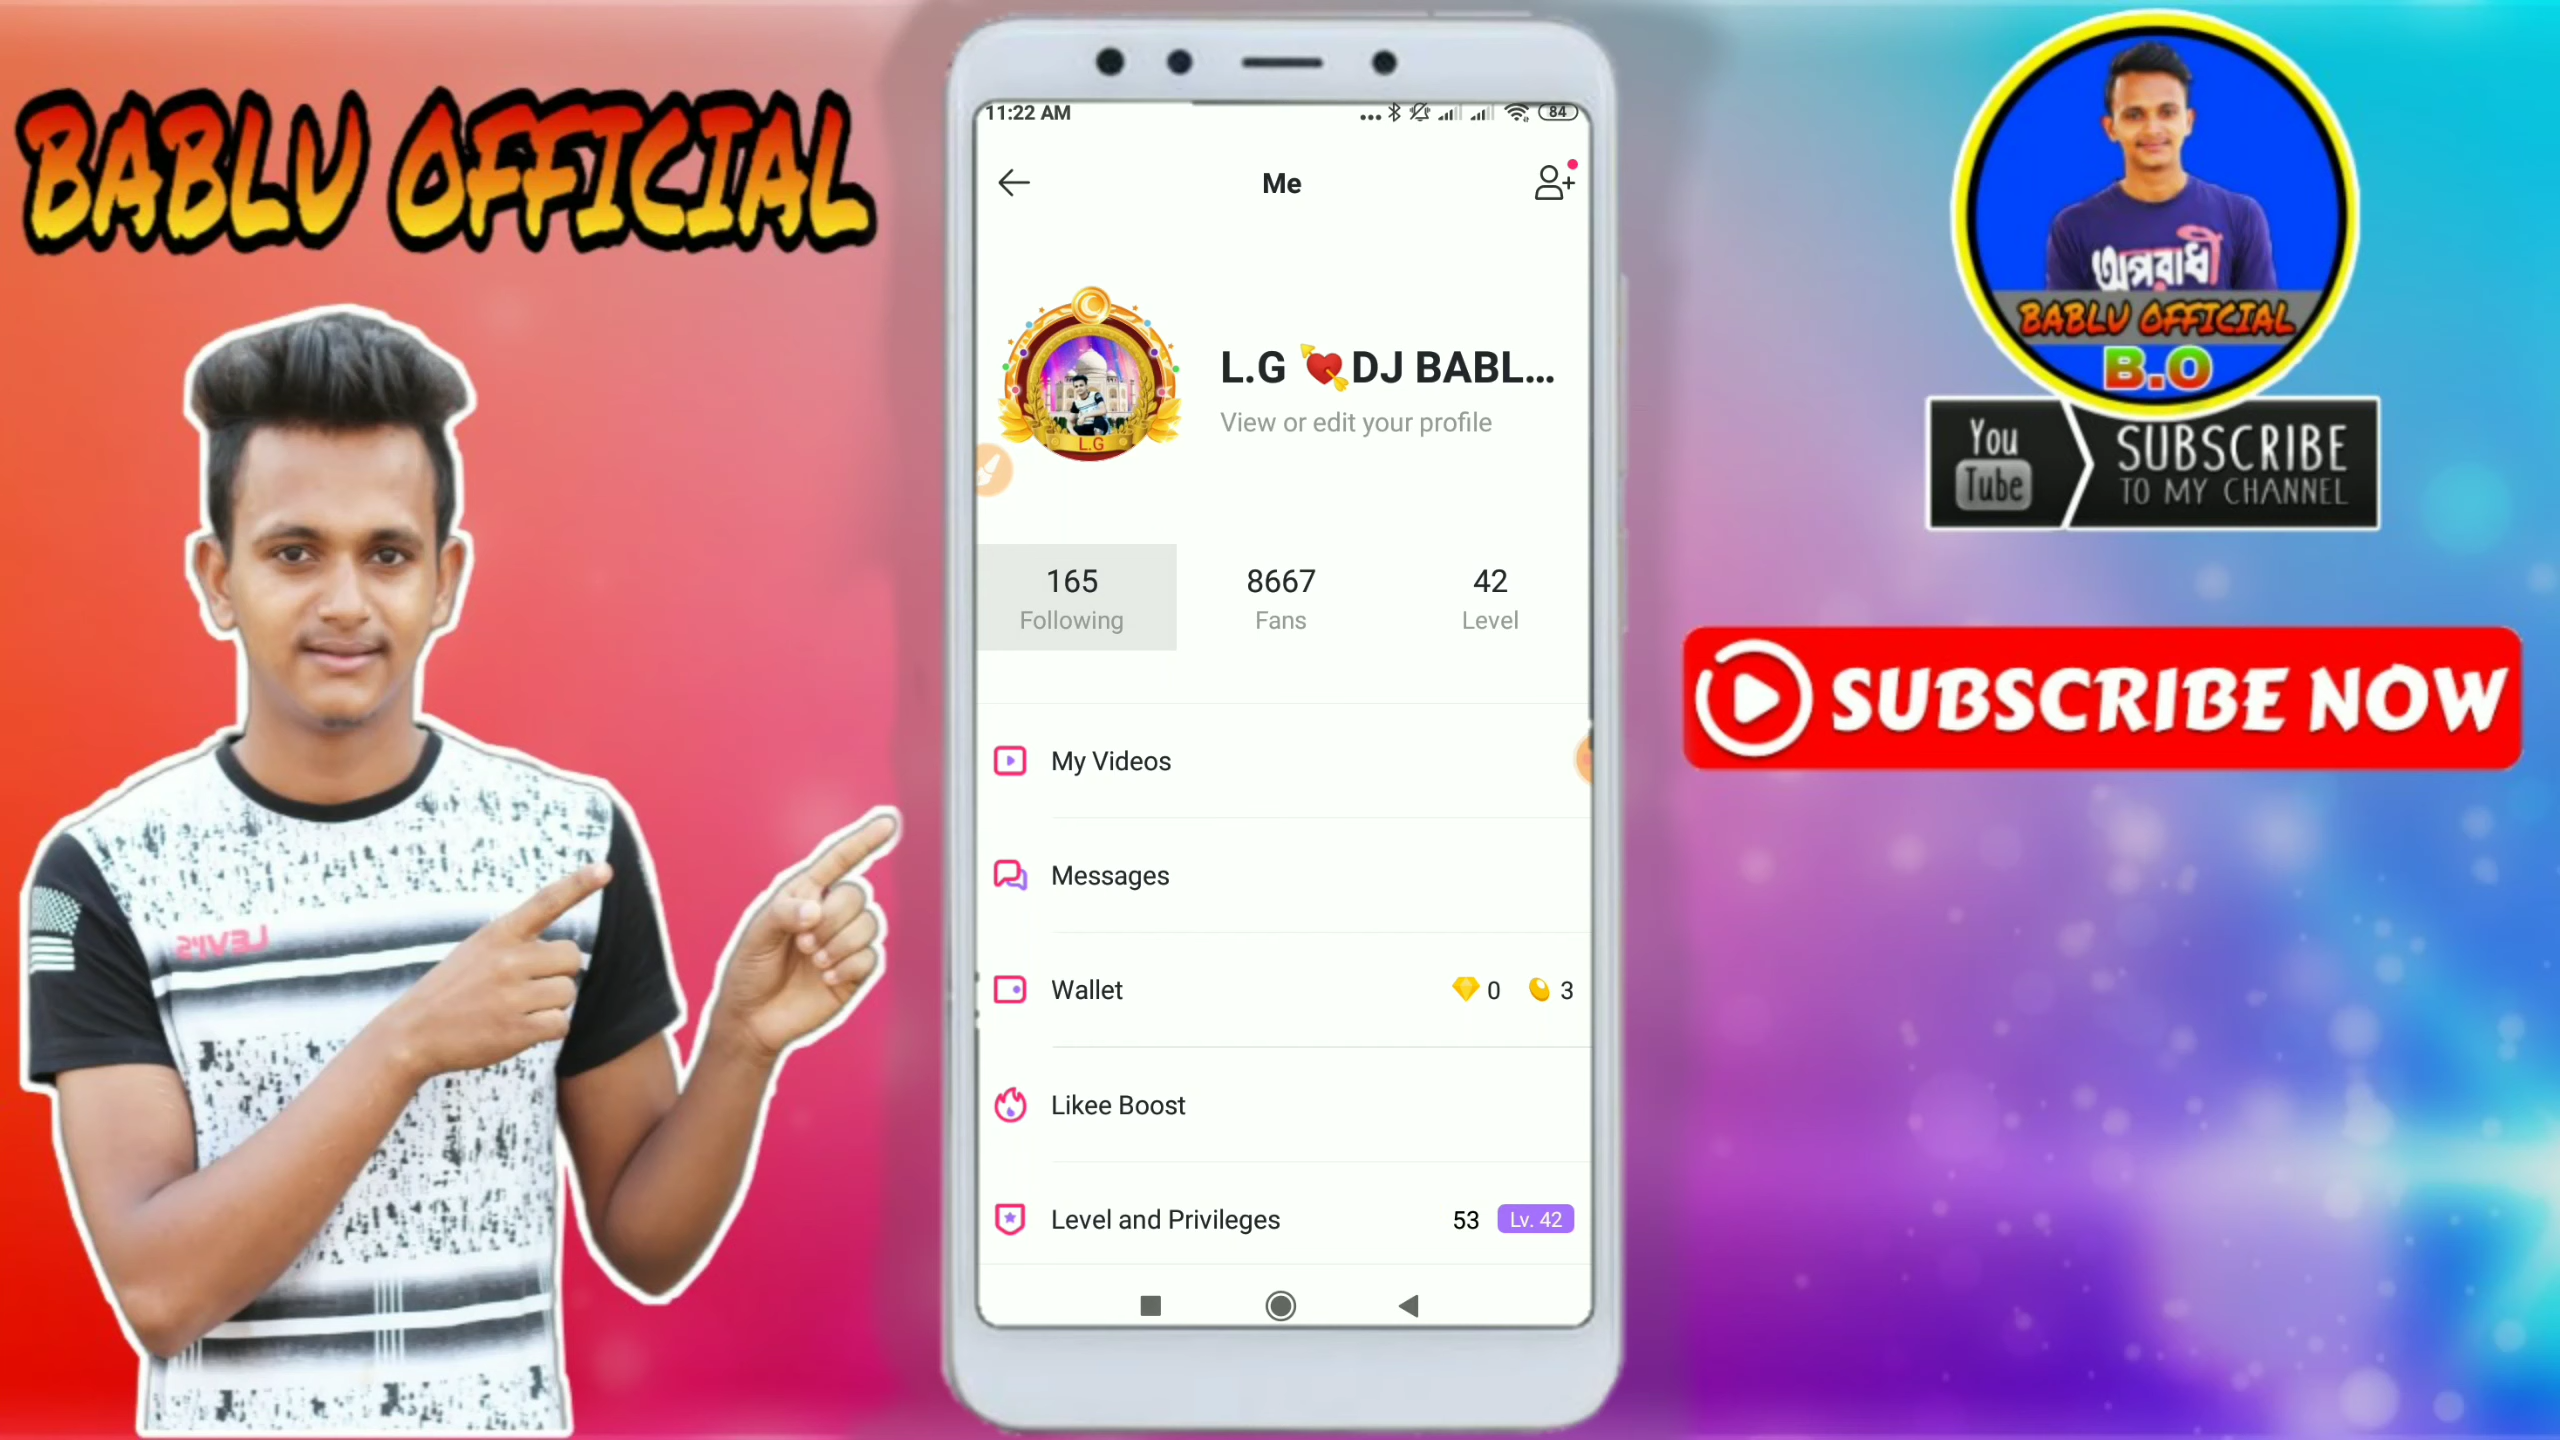 BABLU OFFICIAL
LEVI'S
11:22 AM
84
Me
L.G
L.G 💘DJ BABL...
View or edit your profile
165
Following
8667
Fans
42
Level
My Videos
Messages
Wallet
0
3
Likee Boost
Level and Privileges
53
Lv. 42
অপরাধী
BABLU OFFICIAL
B.O
You
Tube
SUBSCRIBE
TO MY CHANNEL
SUBSCRIBE NOW